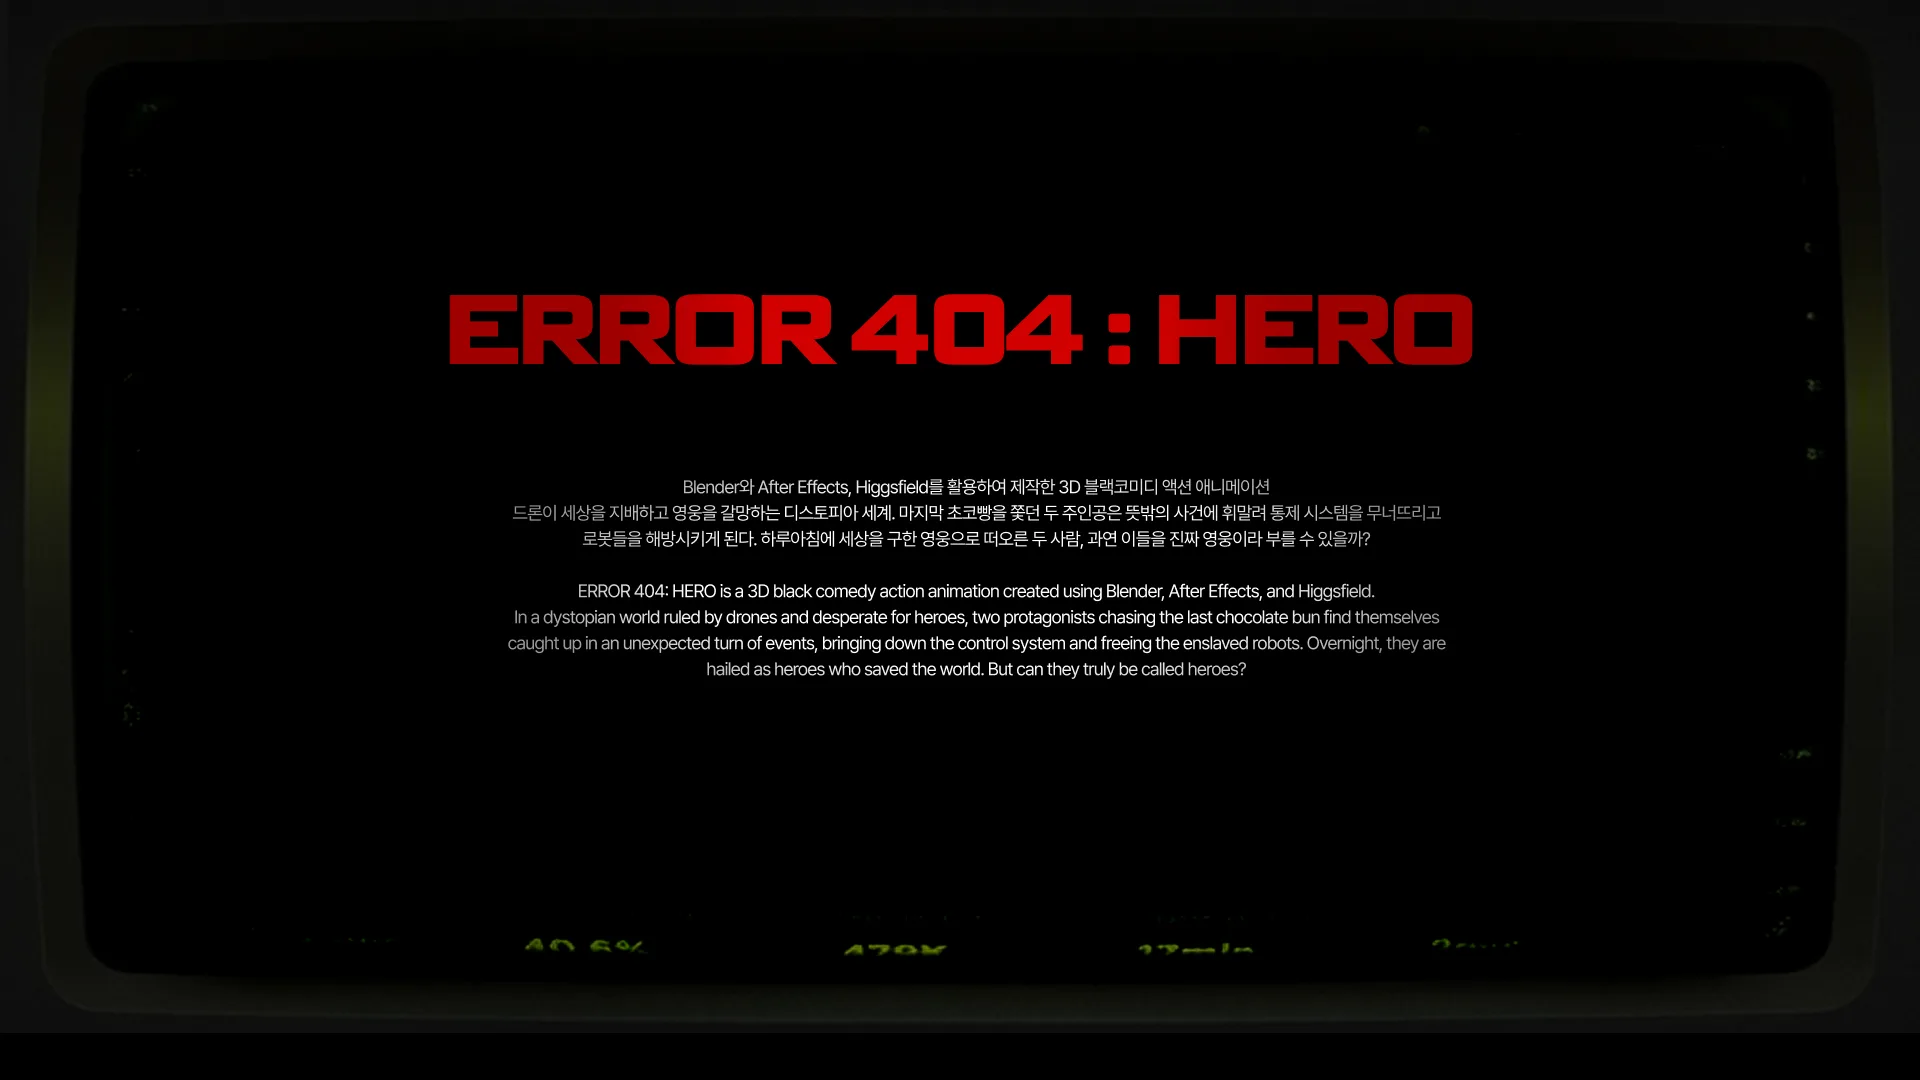 ERROR 404 : HERO
Blender와 After Effects, Higgsfield를 활용하여 제작한 3D 블랙코미디 액션 애니메이션
드론이 세상을 지배하고 영웅을 갈망하는 디스토피아 세계. 마지막 초코빵을 쫓던 두 주인공은 뜻밖의 사건에 휘말려 통제 시스템을 무너뜨리고
로봇들을 해방시키게 된다. 하루아침에 세상을 구한 영웅으로 떠오른 두 사람, 과연 이들을 진짜 영웅이라 부를 수 있을까?
ERROR 404: HERO is a 3D black comedy action animation created using Blender, After Effects, and Higgsfield.
In a dystopian world ruled by drones and desperate for heroes, two protagonists chasing the last chocolate bun find themselves
caught up in an unexpected turn of events, bringing down the control system and freeing the enslaved robots. Overnight, they are
hailed as heroes who saved the world. But can they truly be called heroes?